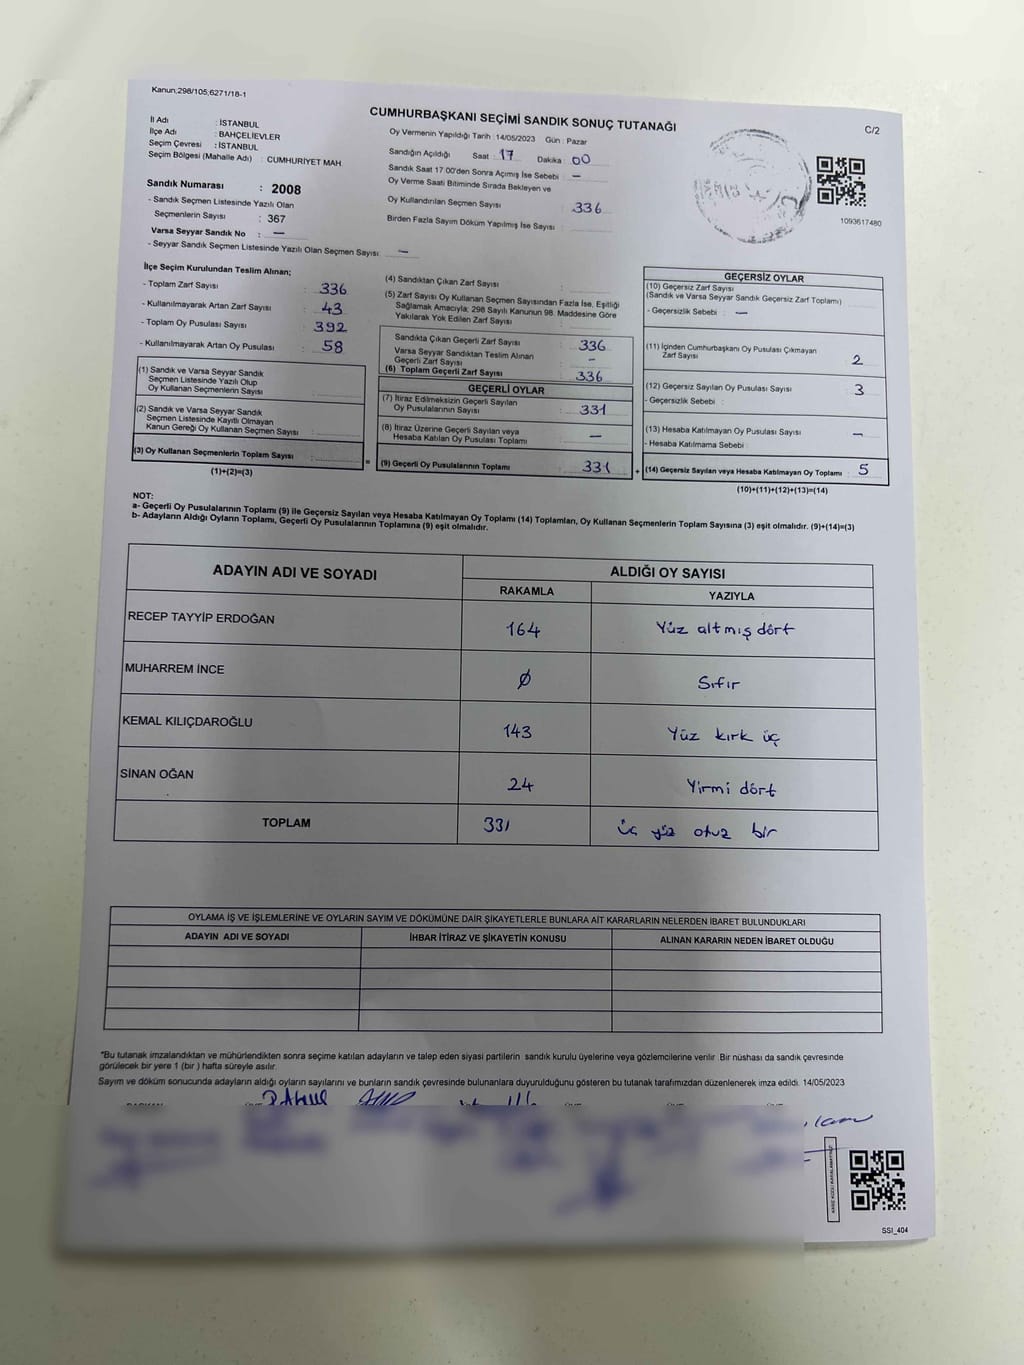 Kanun;298/105;6271/18-1
CUMHURBAŞKANI SEÇİMİ SANDIK SONUÇ TUTANAĞI
C/2
İl Adı : İSTANBUL
İlçe Adı : BAHÇELİEVLER
Seçim Çevresi : İSTANBUL
Seçim Bölgesi (Mahalle Adı) : CUMHURİYET MAH.
Sandık Numarası : 2008
- Sandık Seçmen Listesinde Yazılı Olan
Seçmenlerin Sayısı : 367
Varsa Seyyar Sandık No : —
- Seyyar Sandık Seçmen Listesinde Yazılı Olan Seçmen Sayısı: —
Oy Vermenin Yapıldığı Tarih :14/05/2023 Gün : Pazar
Sandığın Açıldığı Saat : 17 Dakika : 00
Sandık Saat 17:00'den Sonra Açımış İse Sebebi : —
Oy Verme Saati Bitiminde Sırada Bekleyen ve
Oy Kullandırılan Seçmen Sayısı : 336
Birden Fazla Sayım Döküm Yapılmış İse Sayısı :
1093617480
İlçe Seçim Kurulundan Teslim Alınan;
- Toplam Zarf Sayısı : 336
- Kullanılmayarak Artan Zarf Sayısı : 43
- Toplam Oy Pusulası Sayısı : 392
- Kullanılmayarak Artan Oy Pusulası : 58
(1) Sandık ve Varsa Seyyar Sandık
Seçmen Listesinde Yazılı Olup
Oy Kullanan Seçmenlerin Sayısı :
(2) Sandık ve Varsa Seyyar Sandık
Seçmen Listesinde Kayıtlı Olmayan
Kanun Gereği Oy Kullanan Seçmen Sayısı :
(3) Oy Kullanan Seçmenlerin Toplam Sayısı :
(1)+(2)=(3)
(4) Sandıktan Çıkan Zarf Sayısı :
(5) Zarf Sayısı Oy Kullanan Seçmen Sayısından Fazla İse, Eşitliği
Sağlamak Amacıyla; 298 Sayılı Kanunun 98. Maddesine Göre
Yakılarak Yok Edilen Zarf Sayısı :
Sandıkta Çıkan Geçerli Zarf Sayısı : 336
Varsa Seyyar Sandıktan Teslim Alınan
Geçerli Zarf Sayısı : —
(6) Toplam Geçerli Zarf Sayısı : 336
GEÇERLİ OYLAR
(7) İtiraz Edilmeksizin Geçerli Sayılan
Oy Pusulalarının Sayısı : 331
(8) İtiraz Üzerine Geçerli Sayılan veya
Hesaba Katılan Oy Pusulası Toplamı : —
= (9) Geçerli Oy Pusulalarının Toplamı : 331
GEÇERSİZ OYLAR
(10) Geçersiz Zarf Sayısı
(Sandık ve Varsa Seyyar Sandık Geçersiz Zarf Toplamı)
- Geçersizlik Sebebi : —
(11) İçinden Cumhurbaşkanı Oy Pusulası Çıkmayan
Zarf Sayısı : 2
(12) Geçersiz Sayılan Oy Pusulası Sayısı : 3
- Geçersizlik Sebebi :
(13) Hesaba Katılmayan Oy Pusulası Sayısı : —
- Hesaba Katılmama Sebebi :
+ (14) Geçersiz Sayılan veya Hesaba Katılmayan Oy Toplamı : 5
(10)+(11)+(12)+(13)=(14)
NOT:
a- Geçerli Oy Pusulalarının Toplamı (9) ile Geçersiz Sayılan veya Hesaba Katılmayan Oy Toplamı (14) Toplamları, Oy Kullanan Seçmenlerin Toplam Sayısına (3) eşit olmalıdır. (9)+(14)=(3)
b- Adayların Aldığı Oyların Toplamı, Geçerli Oy Pusulalarının Toplamına (9) eşit olmalıdır.
ADAYIN ADI VE SOYADI
ALDIĞI OY SAYISI
RAKAMLA YAZIYLA
RECEP TAYYİP ERDOĞAN 164 Yüz altmış dört
MUHARREM İNCE Ø Sıfır
KEMAL KILIÇDAROĞLU 143 Yüz kırk üç
SİNAN OĞAN 24 Yirmi dört
TOPLAM 331 üç yüz otuz bir
OYLAMA İŞ VE İŞLEMLERİNE VE OYLARIN SAYIM VE DÖKÜMÜNE DAİR ŞİKAYETLERLE BUNLARA AİT KARARLARIN NELERDEN İBARET BULUNDUKLARI
ADAYIN ADI VE SOYADI İHBAR İTİRAZ VE ŞİKAYETİN KONUSU ALINAN KARARIN NEDEN İBARET OLDUĞU
*Bu tutanak imzalandıktan ve mühürlendikten sonra seçime katılan adayların ve talep eden siyasi partilerin sandık kurulu üyelerine veya gözlemcilerine verilir. Bir nüshası da sandık çevresinde
görülecek bir yere 1 (bir) hafta süreyle asılır.
Sayım ve döküm sonucunda adayların aldığı oyların sayılarını ve bunların sandık çevresinde bulunanlara duyurulduğunu gösteren bu tutanak tarafımızdan düzenlenerek imza edildi. 14/05/2023
SSI_404